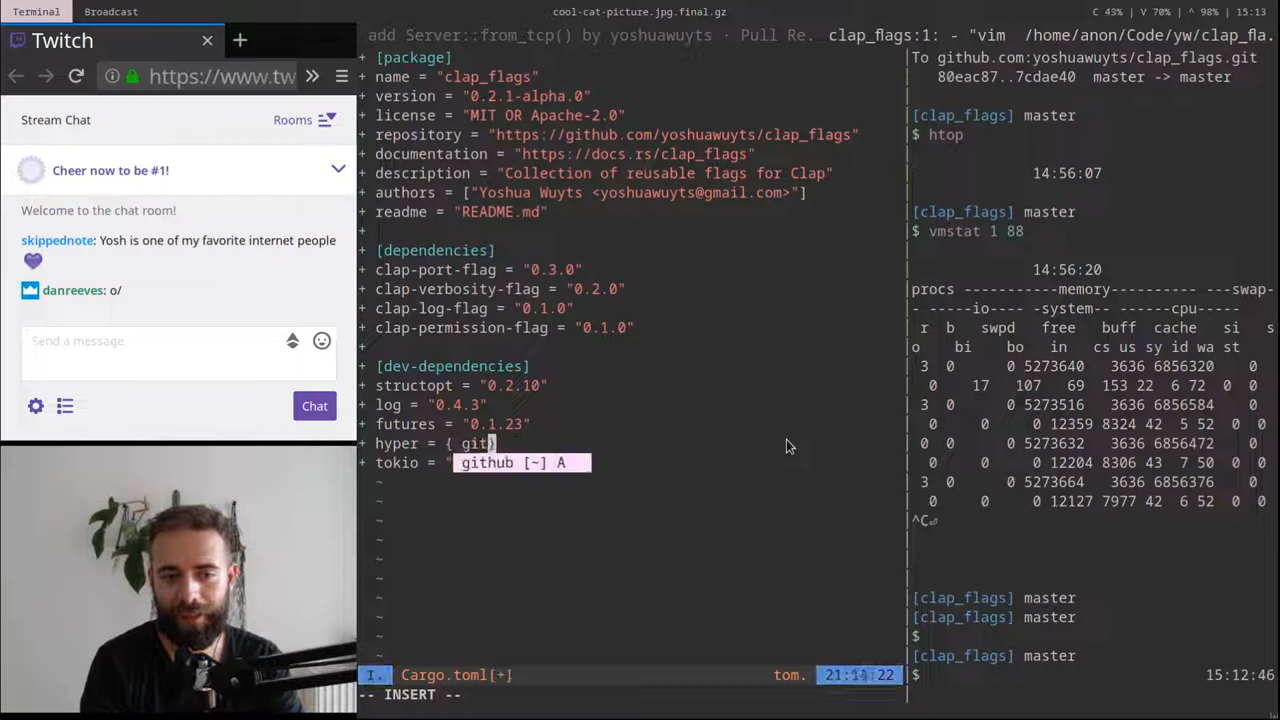 Terminal
Broadcast
cool-cat-picture.jpg.final.gz
C 43% | V 70% | ^ 98% | 15:13
Twitch
https://www.tw
Stream Chat
Rooms
Cheer now to be #1!
Welcome to the chat room!
skippednote: Yosh is one of my favorite internet people
danreeves: o/
Send a message
Chat
add Server::from_tcp() by yoshuawuyts · Pull Re.
clap_flags:1: - "vim /home/anon/Code/yw/clap_fla.
+ [package]
+ name = "clap_flags"
+ version = "0.2.1-alpha.0"
+ license = "MIT OR Apache-2.0"
+ repository = "https://github.com/yoshuawuyts/clap_flags"
+ documentation = "https://docs.rs/clap_flags"
+ description = "Collection of reusable flags for Clap"
+ authors = ["Yoshua Wuyts <yoshuawuyts@gmail.com>"]
+ readme = "README.md"
+
+ [dependencies]
+ clap-port-flag = "0.3.0"
+ clap-verbosity-flag = "0.2.0"
+ clap-log-flag = "0.1.0"
+ clap-permission-flag = "0.1.0"
+
+ [dev-dependencies]
+ structopt = "0.2.10"
+ log = "0.4.3"
+ futures = "0.1.23"
+ hyper = { git}
+ tokio = "
github [~] A
~
~
~
~
~
~
~
~
~
~
I. Cargo.toml[+] tom.
-- INSERT --
To github.com:yoshuawuyts/clap_flags.git
80eac87..7cdae40 master -> master
[clap_flags] master
$ htop
14:56:07
[clap_flags] master
$ vmstat 1 88
14:56:20
procs -----------memory---------- ---swap-
- -----io---- -system-- ------cpu-----
r b swpd free buff cache si s
o bi bo in cs us sy id wa st
3 0 0 5273640 3636 6856320 0
0 17 107 69 153 22 6 72 0 0
3 0 0 5273516 3636 6856584 0
0 0 0 12359 8324 42 5 52 0 0
3 0 0 5273612 3636 6856472 0
0 0 0 12204 8306 43 7 50 0 0
3 0 0 5273664 3636 6856376 0
0 0 0 12127 7977 42 6 52 0 0
^C⏎
[clap_flags] master
[clap_flags] master
$
[clap_flags] master
$ 15:12:46